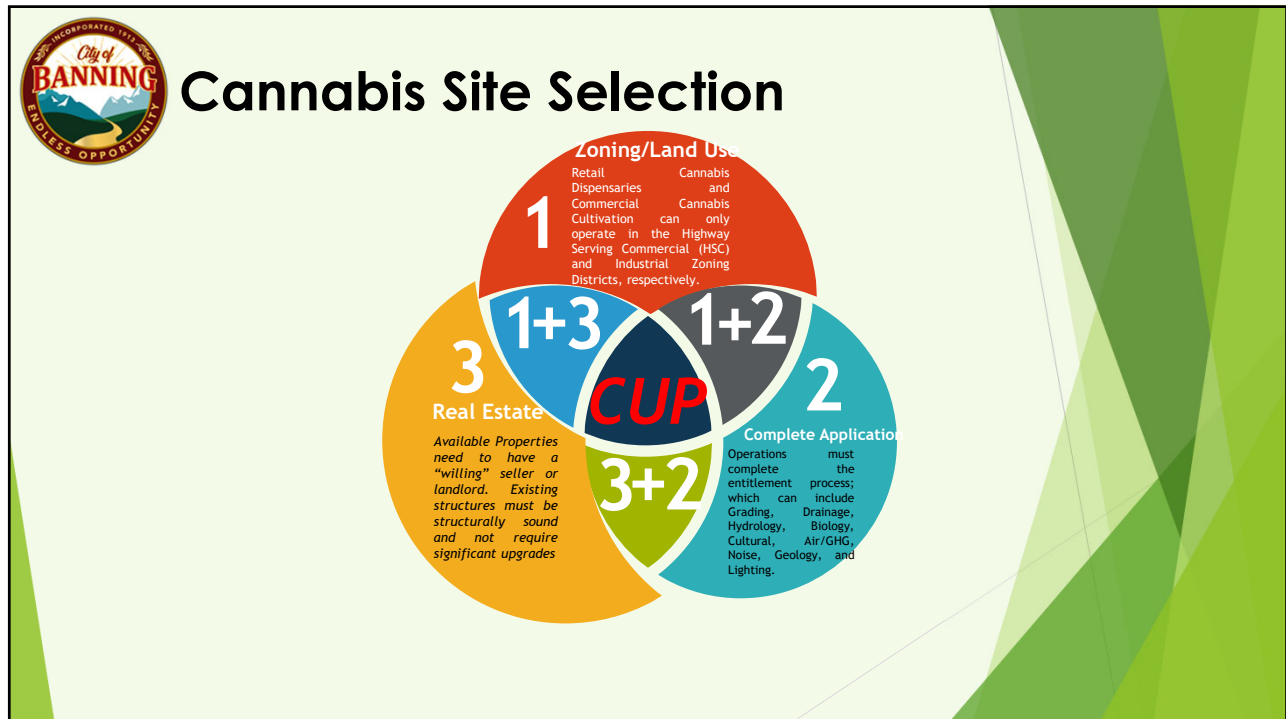 INCORPORATED 1913
City of
BANNING
ENDLESS OPPORTUNITY
Cannabis Site Selection
Zoning/Land Use
1
Retail Cannabis
Dispensaries and
Commercial Cannabis
Cultivation can only
operate in the Highway
Serving Commercial (HSC)
and Industrial Zoning
Districts, respectively.
1+3
1+2
CUP
3
Real Estate
Available Properties
need to have a
“willing” seller or
landlord. Existing
structures must be
structurally sound
and not require
significant upgrades
2
Complete Application
Operations must
complete the
entitlement process;
which can include
Grading, Drainage,
Hydrology, Biology,
Cultural, Air/GHG,
Noise, Geology, and
Lighting.
3+2